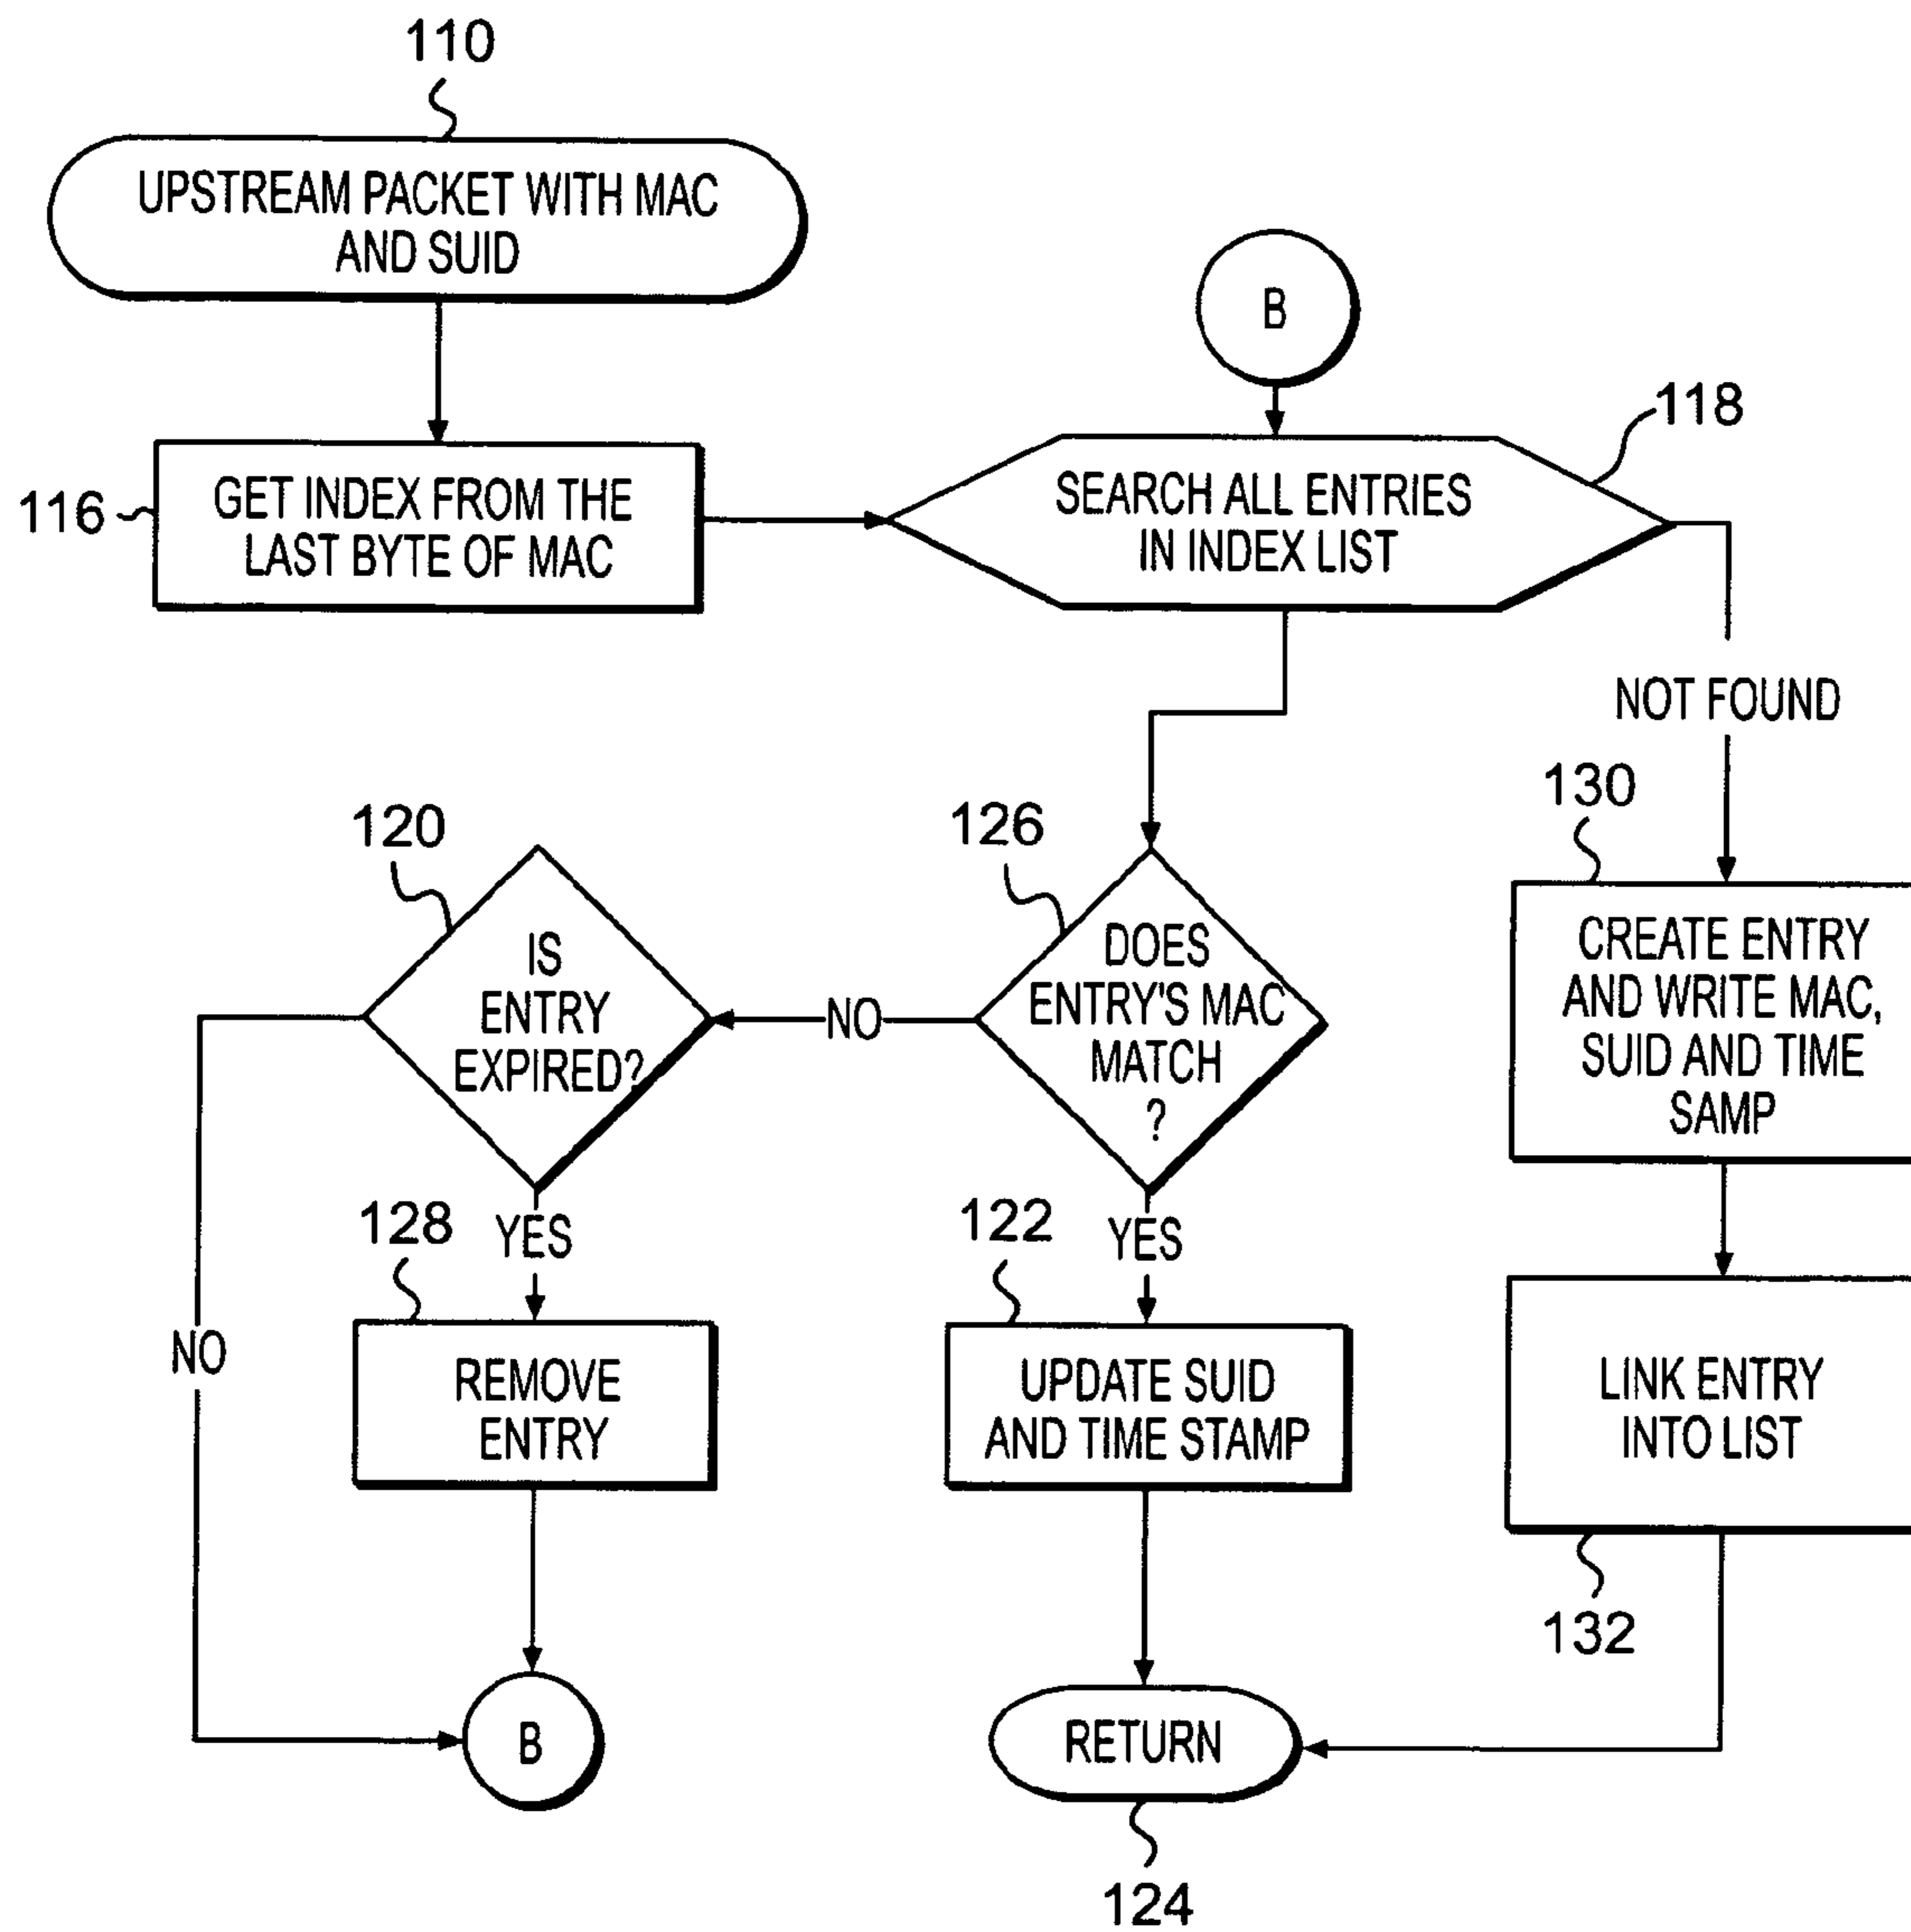 110
UPSTREAM PACKET WITH MAC
AND SUID
B
118
116
GET INDEX FROM THE
LAST BYTE OF MAC
SEARCH ALL ENTRIES
IN INDEX LIST
NOT FOUND
120
IS
ENTRY
EXPIRED?
NO
126
DOES
ENTRY'S MAC
MATCH
?
130
CREATE ENTRY
AND WRITE MAC,
SUID AND TIME
SAMP
128
YES
122
YES
NO
REMOVE
ENTRY
UPDATE SUID
AND TIME STAMP
LINK ENTRY
INTO LIST
132
B
RETURN
124